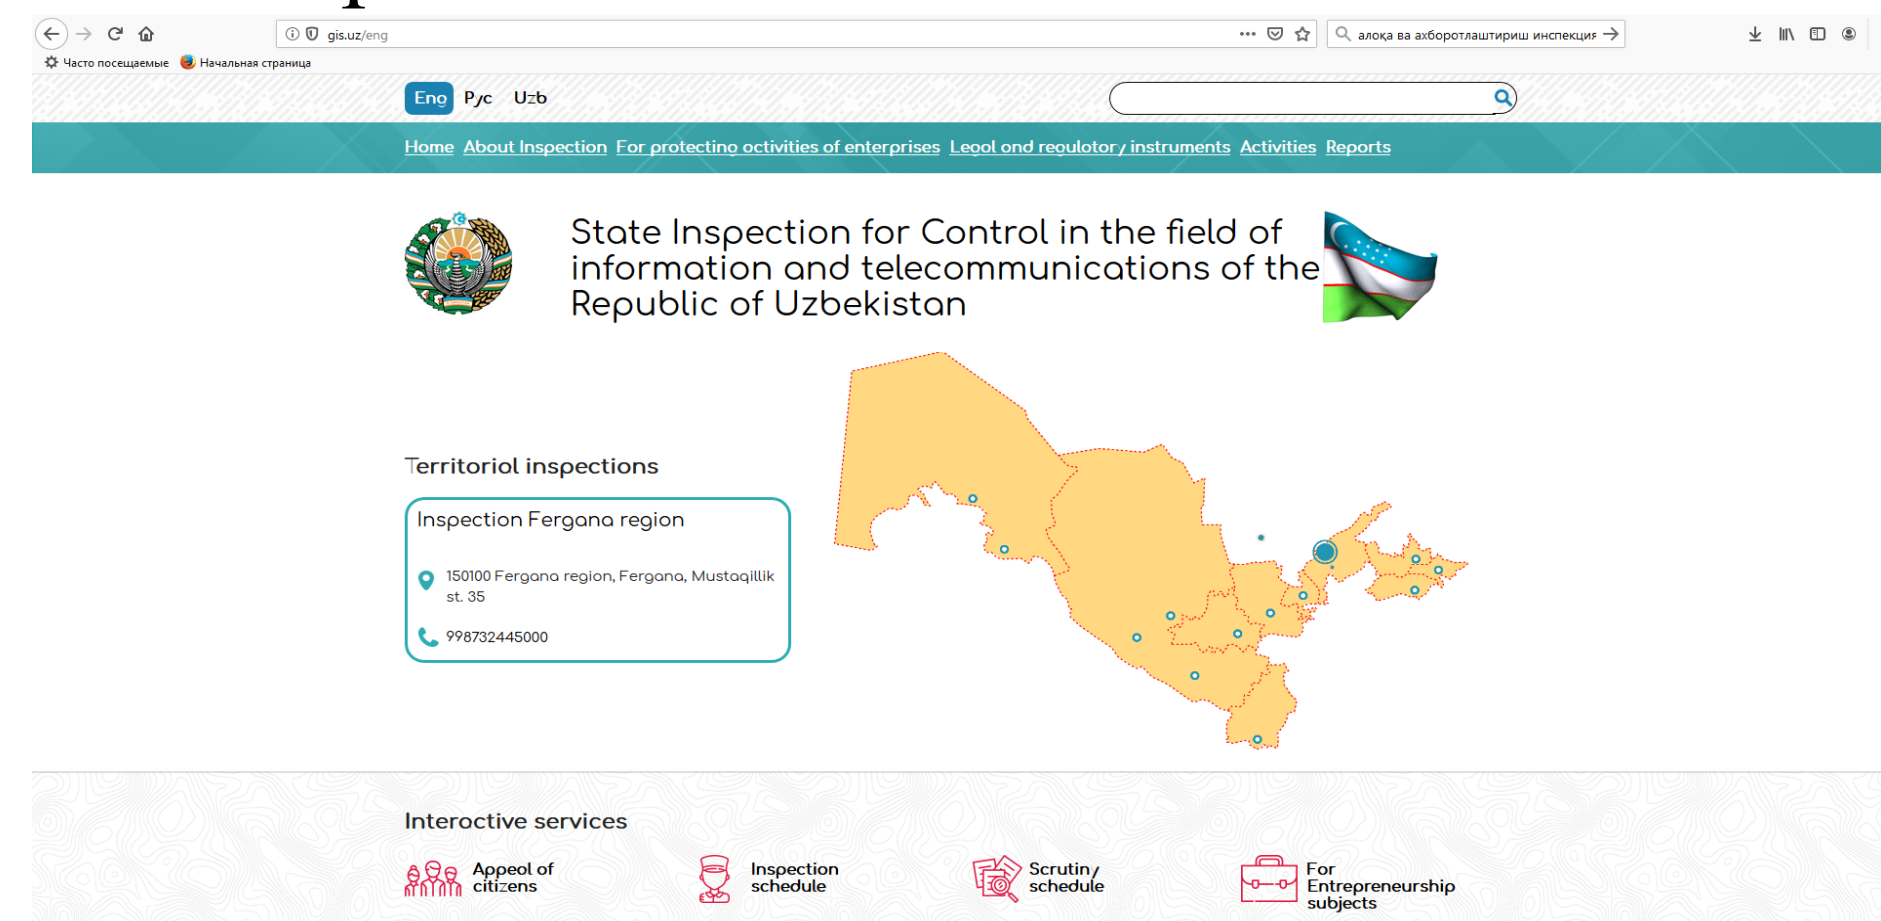 gis.uz/eng
алоқа ва ахборотлаштириш инспекция
Часто посещаемые Начальная страница
Eng Рус Uzb
Home About Inspection For protecting activities of enterprises Legal and regulatory instruments Activities Reports
State Inspection for Control in the field of
information and telecommunications of the
Republic of Uzbekistan
Territorial inspections
Inspection Fergana region
150100 Fergana region, Fergana, Mustaqillik
st. 35
998732445000
Interactive services
Appeal of
citizens
Inspection
schedule
Scrutiny
schedule
For
Entrepreneurship
subjects